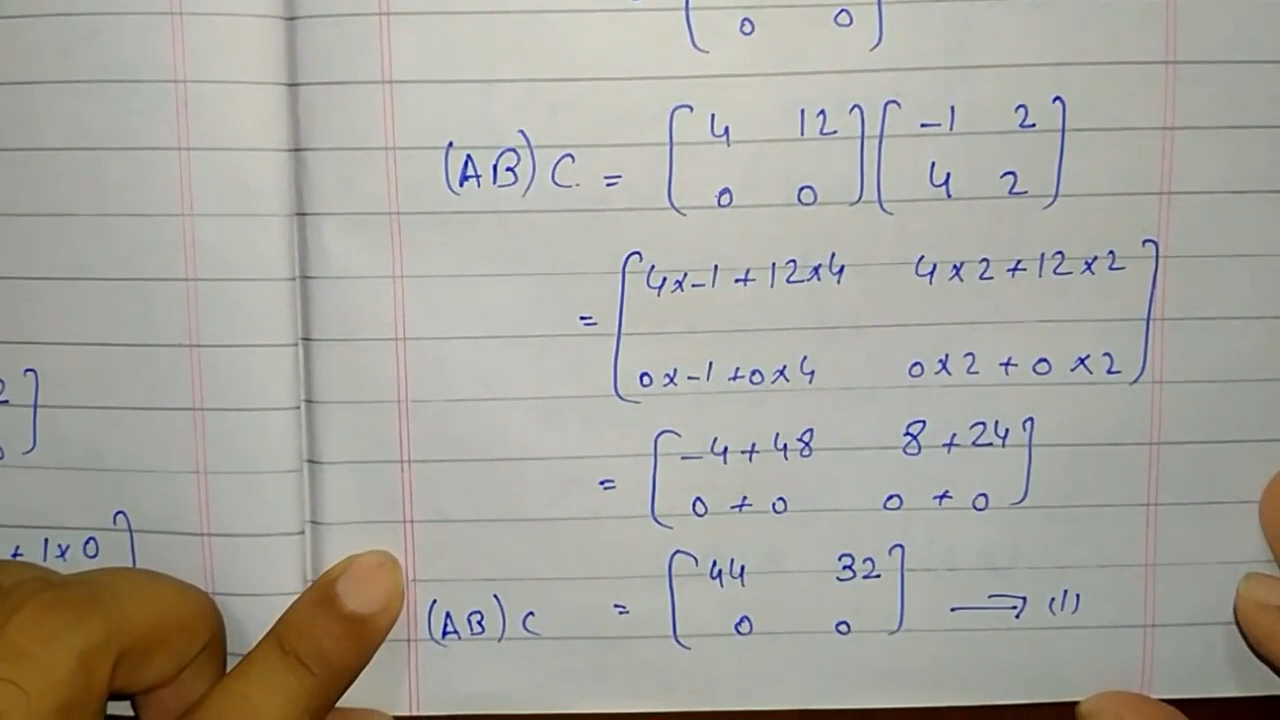 0 0
(AB) C = [4 12] [-1 2]
[0 0] [4 2]
= [4x-1 + 12x4 4x2+12x2]
[0x-1 +0x4 0x2 + 0x2]
= [-4+48 8+24]
[0+0 0+0]
+ 1x0]
(AB) C = [44 32] → (1)
[0 0]